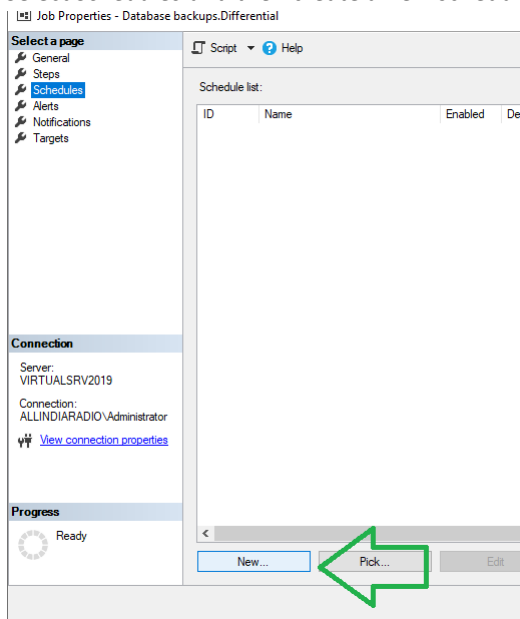 Job Properties - Database backups.Differential
Select a page
General
Steps
Schedules
Alerts
Notifications
Targets
Script
Help
Schedule list:
ID Name Enabled De
Connection
Server:
VIRTUALSRV2019
Connection:
ALLINDIARADIO\Administrator
View connection properties
Progress
Ready
New... Pick... Edit